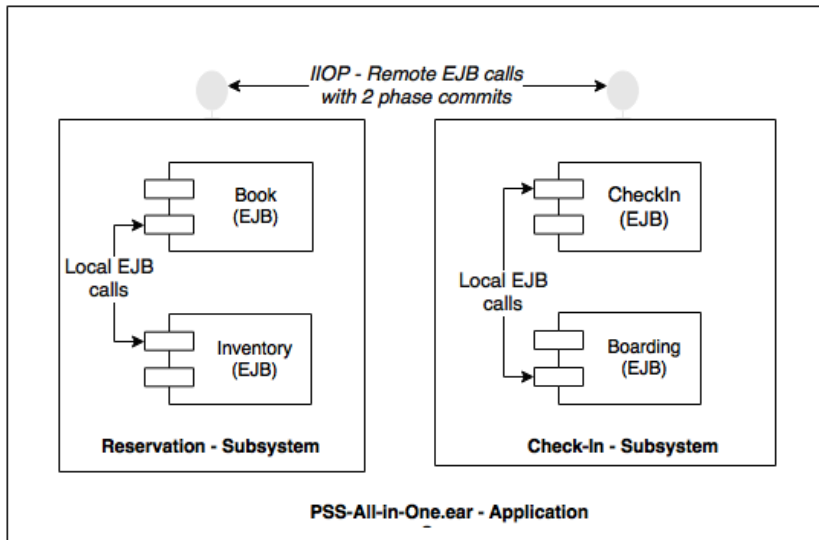 IIOP - Remote EJB calls
with 2 phase commits
Book
(EJB)
Local EJB
calls
Inventory
(EJB)
Reservation - Subsystem
CheckIn
(EJB)
Local EJB
calls
Boarding
(EJB)
Check-In - Subsystem
PSS-All-in-One.ear - Application